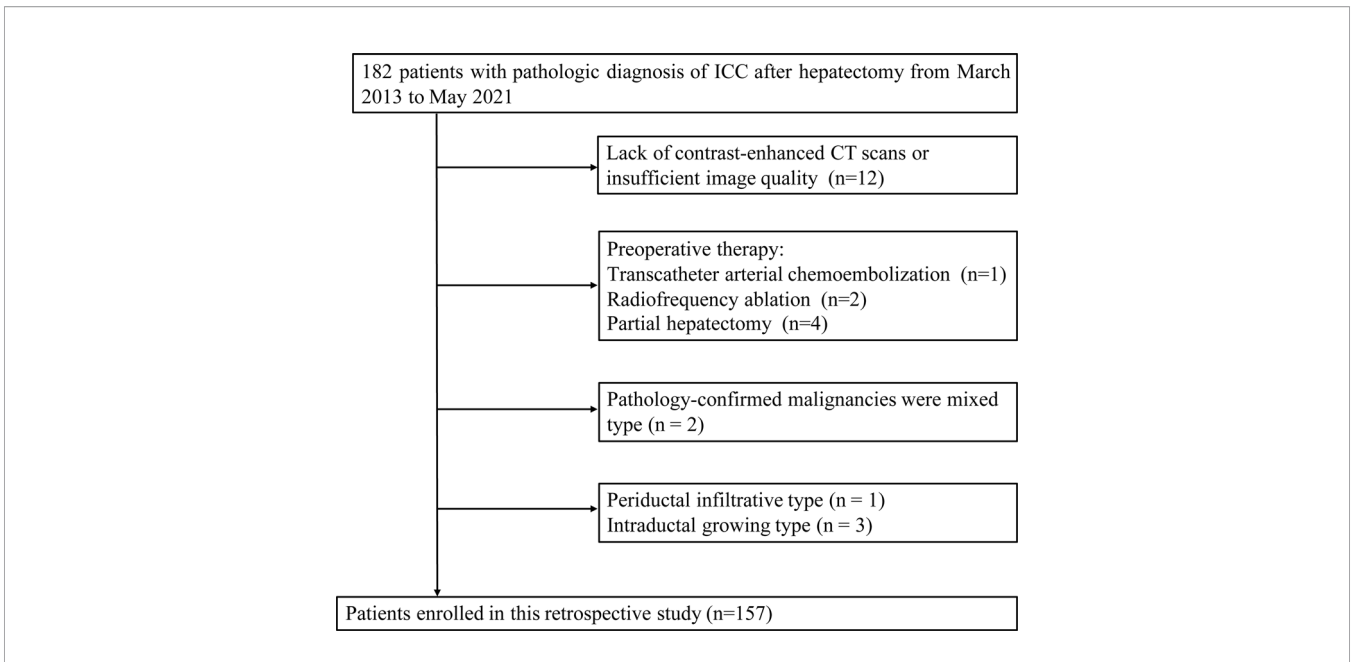 182 patients with pathologic diagnosis of ICC after hepatectomy from March
2013 to May 2021
Lack of contrast-enhanced CT scans or
insufficient image quality (n=12)
Preoperative therapy:
Transcatheter arterial chemoembolization (n=1)
Radiofrequency ablation (n=2)
Partial hepatectomy (n=4)
Pathology-confirmed malignancies were mixed
type (n = 2)
Periductal infiltrative type (n = 1)
Intraductal growing type (n = 3)
Patients enrolled in this retrospective study (n=157)